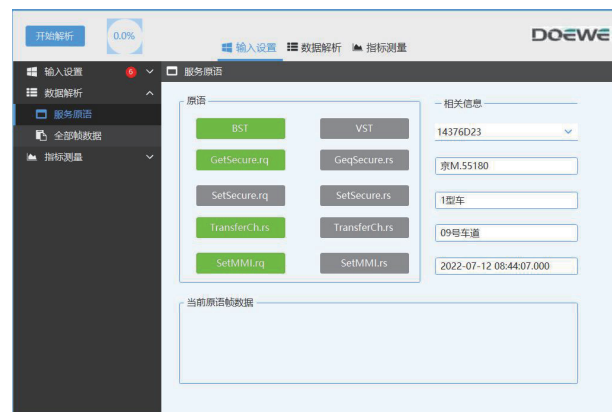 开始解析
0.0%
输入设置 数据解析 指标测量
DOEWE
输入设置 6
数据解析
服务原语
全部帧数据
指标测量
服务原语
原语
BST VST
GetSecure.rq GeqSecure.rs
SetSecure.rq SetSecure.rs
TransferCh.rs TransferCh.rs
SetMMI.rq SetMMI.rs
相关信息
14376D23
京M.55180
1型车
09号车道
2022-07-12 08:44:07.000
当前原语帧数据